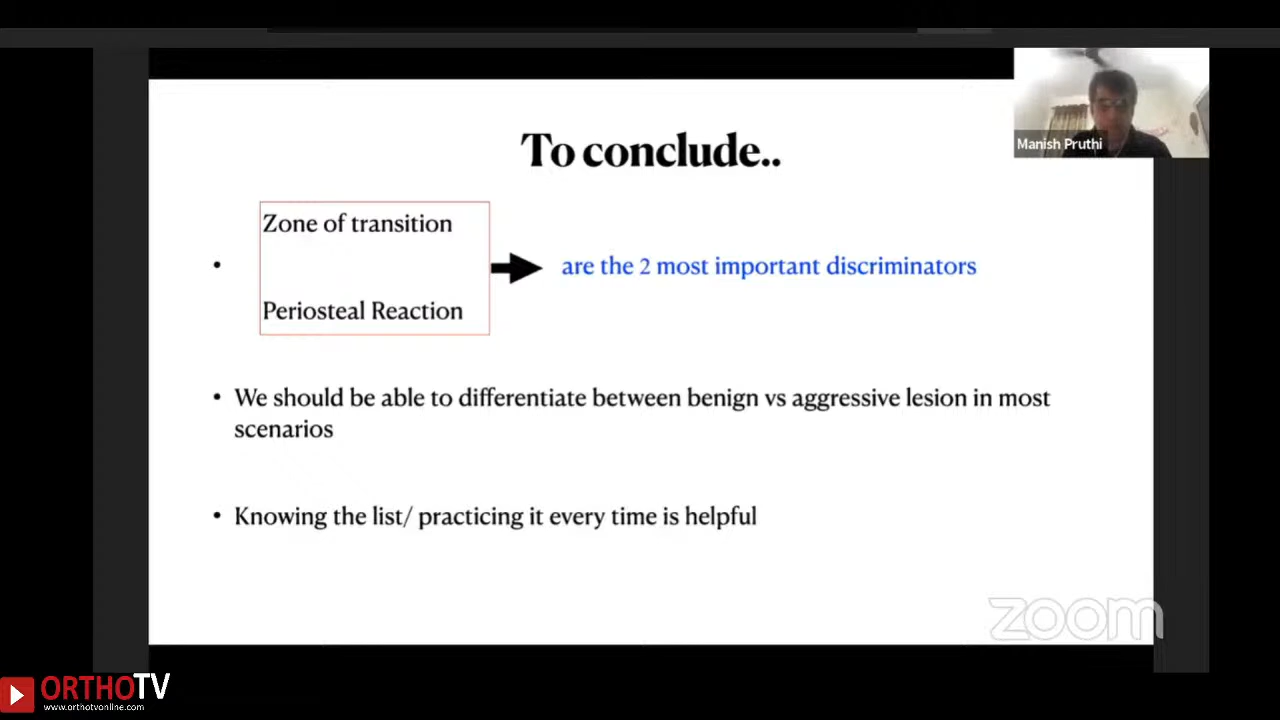 Manish Pruthi
To conclude..
Zone of transition
• are the 2 most important discriminators
Periosteal Reaction
• We should be able to differentiate between benign vs aggressive lesion in most
scenarios
• Knowing the list/ practicing it every time is helpful
zoom
ORTHOTV
www.orthotvonline.com